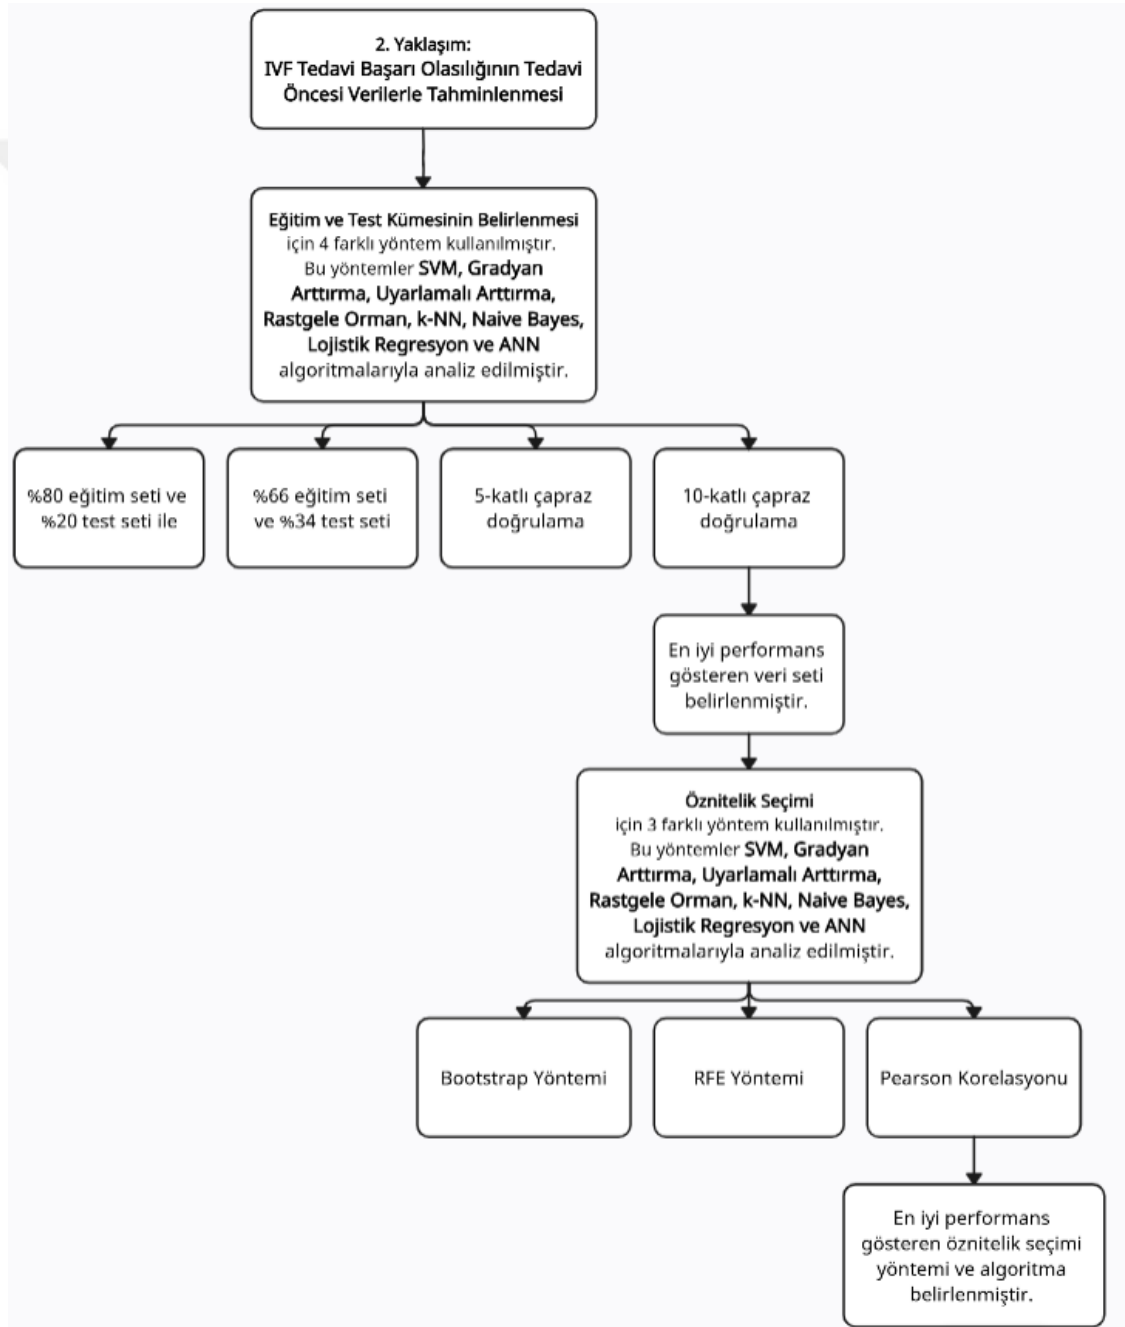 2. Yaklaşım:
IVF Tedavi Başarı Olasılığının Tedavi
Öncesi Verilerle Tahminlenmesi
Eğitim ve Test Kümesinin Belirlenmesi
için 4 farklı yöntem kullanılmıştır.
Bu yöntemler SVM, Gradyan
Arttırma, Uyarlamalı Arttırma,
Rastgele Orman, k-NN, Naive Bayes,
Lojistik Regresyon ve ANN
algoritmalarıyla analiz edilmiştir.
%80 eğitim seti ve
%20 test seti ile
%66 eğitim seti
ve %34 test seti
5-katlı çapraz
doğrulama
10-katlı çapraz
doğrulama
En iyi performans
gösteren veri seti
belirlenmiştir.
Öznitelik Seçimi
için 3 farklı yöntem kullanılmıştır.
Bu yöntemler SVM, Gradyan
Arttırma, Uyarlamalı Arttırma,
Rastgele Orman, k-NN, Naive Bayes,
Lojistik Regresyon ve ANN
algoritmalarıyla analiz edilmiştir.
Bootstrap Yöntemi
RFE Yöntemi
Pearson Korelasyonu
En iyi performans
gösteren öznitelik seçimi
yöntemi ve algoritma
belirlenmiştir.